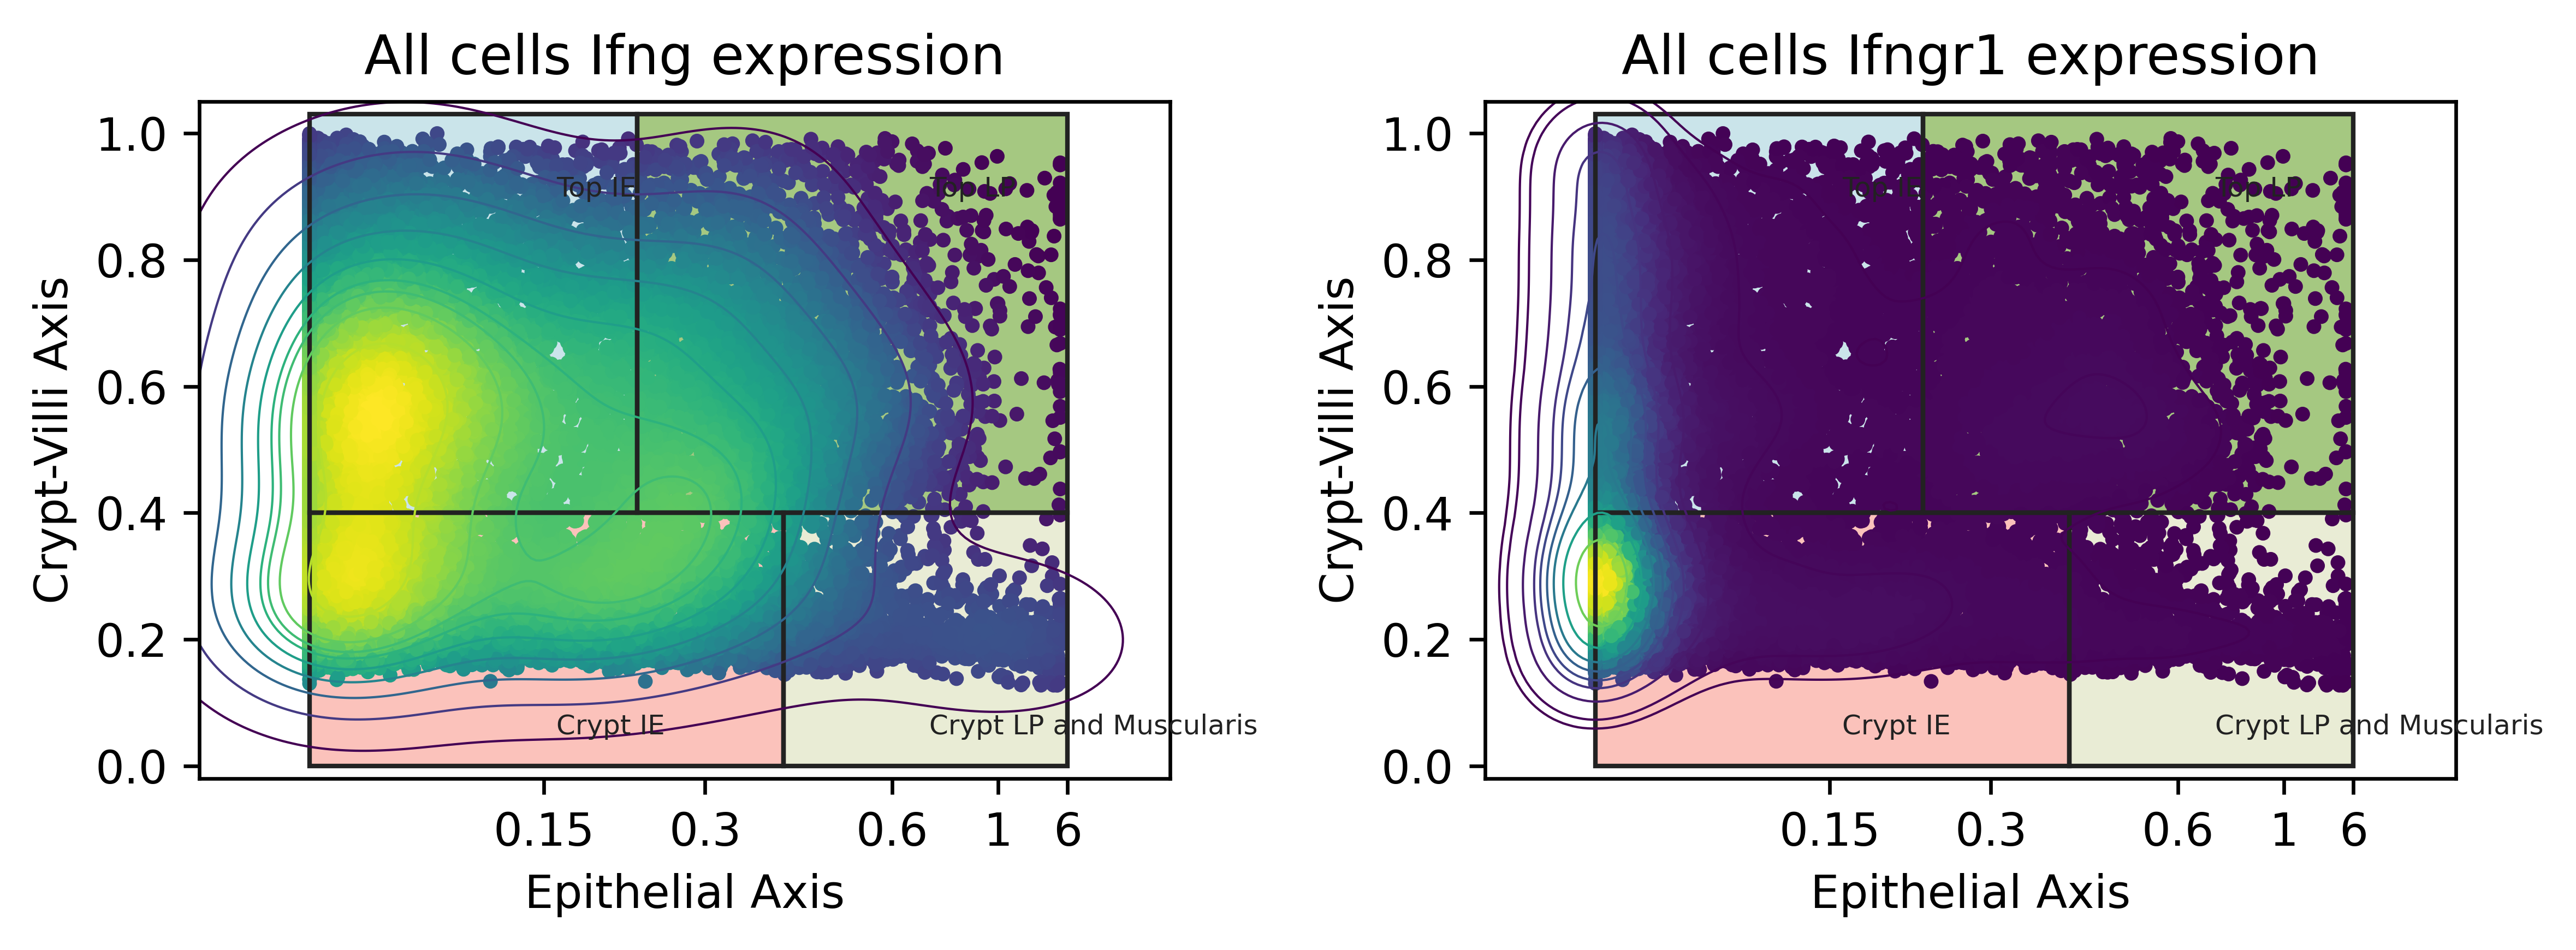 All cells Ifng expression
1.0
0.8
0.6
0.4
0.2
0.0
Crypt-Villi Axis
Top IE
Top LP
Crypt IE
Crypt LP and Muscularis
0.15 0.3 0.6 1 6
Epithelial Axis
All cells Ifngr1 expression
1.0
0.8
0.6
0.4
0.2
0.0
Crypt-Villi Axis
Top IE
Top LP
Crypt IE
Crypt LP and Muscularis
0.15 0.3 0.6 1 6
Epithelial Axis